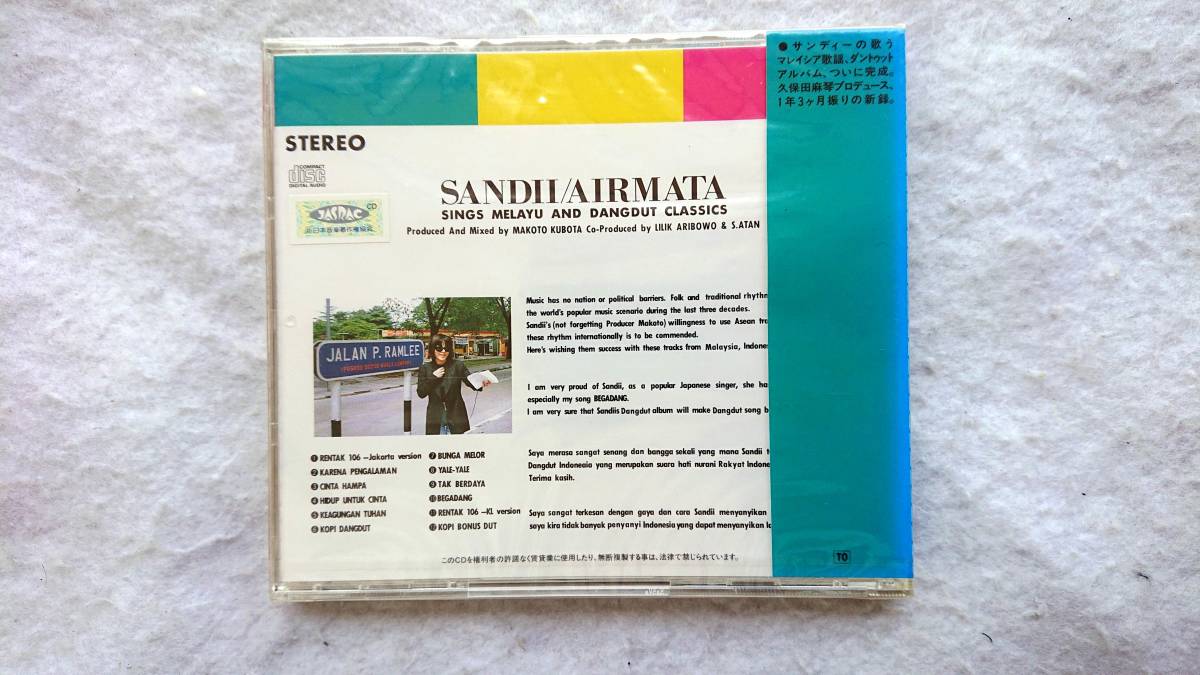 ● サンディーの歌う
マレイシア歌謡、ダントゥット
アルバム、ついに完成。
久保田麻琴プロデュース、
1年3ヶ月振りの新録。
STEREO
COMPACT
disc
DIGITAL AUDIO
JASRAC
CD
SANDII/AIRMATA
SINGS MELAYU AND DANGDUT CLASSICS
Produced And Mixed by MAKOTO KUBOTA Co-Produced by LILIK ARIBOWO & S.ATAN
Music has no nation or political barriers. Folk and traditional rhythm
the world's popular music scenario during the last three decades.
Sandii's (not forgetting Producer Makoto) willingness to use Asean tra
these rhythm internationally is to be commended.
Here's wishing them success with these tracks from Malaysia, Indones
JALAN P. RAMLEE
I am very proud of Sandii, as a popular Japanese singer, she ha
especially my song BEGADANG.
I am very sure that Sandiis Dangdut album will make Dangdut song b
Saya merasa sangat senang dan bangga sekali yang mana Sandii t
Dangdut Indoneaia yang merupakan suara hati nurani Rakyat Indone
Terima kasih.
Saya sangat terkesan dengan gaya dan cara Sandii menyanyikan
saya kira tidak banyak penyanyi Indonesia yang dapat menyanyikan la
❶ RENTAK 106 –Jakarta version
❷ KARENA PENGALAMAN
❸ CINTA HAMPA
❹ HIDUP UNTUK CINTA
❺ KEAGUNGAN TUHAN
❻ KOPI DANGDUT
❼ BUNGA MELOR
❽ YALE-YALE
❾ TAK BERDAYA
❿ BEGADANG
⓫ RENTAK 106 –KL version
⓬ KOPI BONUS DUT
このCDを権利者の許諾なく賃貸業に使用したり、無断複製する事は、法律で禁じられています。
TO